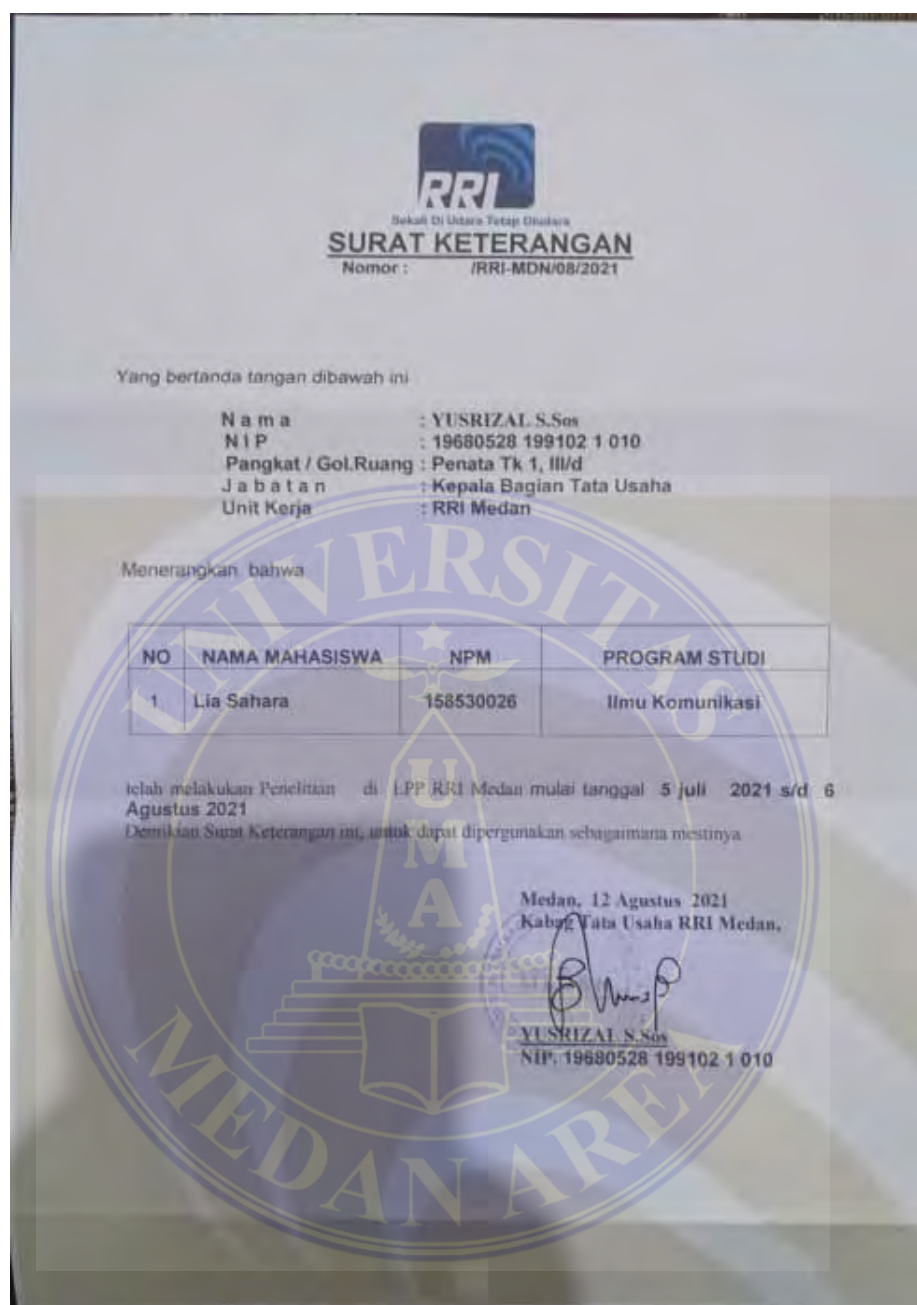 RRI
Sekali Di Udara Tetap Diudara
SURAT KETERANGAN
Nomor : /RRI-MDN/08/2021
Yang bertanda tangan dibawah ini
N a m a : YUSRIZAL S.Sos
N I P : 19680528 199102 1 010
Pangkat / Gol.Ruang : Penata Tk 1, III/d
J a b a t a n : Kepala Bagian Tata Usaha
Unit Kerja : RRI Medan
Menerangkan bahwa
NO NAMA MAHASISWA NPM PROGRAM STUDI
1 Lia Sahara 158530026 Ilmu Komunikasi
telah melakukan Penelitian di LPP RRI Medan mulai tanggal 5 juli 2021 s/d 6
Agustus 2021
Demikian Surat Keterangan ini, untuk dapat dipergunakan sebagaimana mestinya
Medan, 12 Agustus 2021
Kabag Tata Usaha RRI Medan,
YUSRIZAL S.Sos
NIP. 19680528 199102 1 010
UNIVERSITAS
UMA
MEDAN AREA